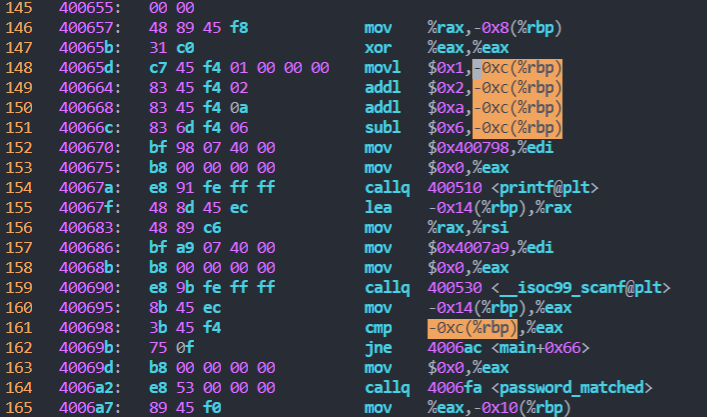 145 400655: 00 00
146 400657: 48 89 45 f8 mov %rax,-0x8(%rbp)
147 40065b: 31 c0 xor %eax,%eax
148 40065d: c7 45 f4 01 00 00 00 movl $0x1,-0xc(%rbp)
149 400664: 83 45 f4 02 addl $0x2,-0xc(%rbp)
150 400668: 83 45 f4 0a addl $0xa,-0xc(%rbp)
151 40066c: 83 6d f4 06 subl $0x6,-0xc(%rbp)
152 400670: bf 98 07 40 00 mov $0x400798,%edi
153 400675: b8 00 00 00 00 mov $0x0,%eax
154 40067a: e8 91 fe ff ff callq 400510 <printf@plt>
155 40067f: 48 8d 45 ec lea -0x14(%rbp),%rax
156 400683: 48 89 c6 mov %rax,%rsi
157 400686: bf a9 07 40 00 mov $0x4007a9,%edi
158 40068b: b8 00 00 00 00 mov $0x0,%eax
159 400690: e8 9b fe ff ff callq 400530 <__isoc99_scanf@plt>
160 400695: 8b 45 ec mov -0x14(%rbp),%eax
161 400698: 3b 45 f4 cmp -0xc(%rbp),%eax
162 40069b: 75 0f jne 4006ac <main+0x66>
163 40069d: b8 00 00 00 00 mov $0x0,%eax
164 4006a2: e8 53 00 00 00 callq 4006fa <password_matched>
165 4006a7: 89 45 f0 mov %eax,-0x10(%rbp)